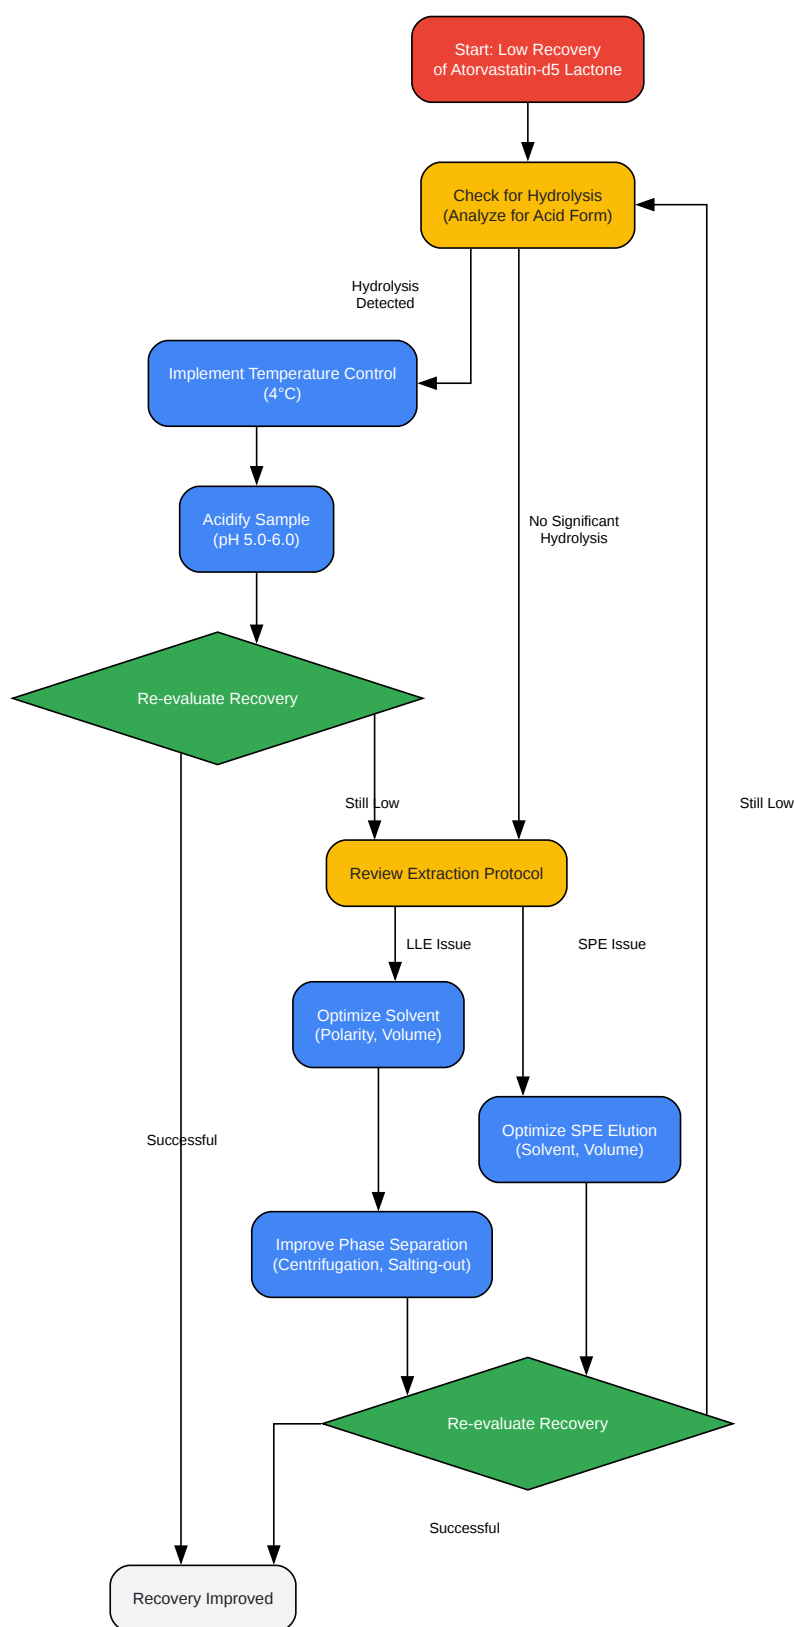 Start: Low Recovery
of Atorvastatin-d5 Lactone
Check for Hydrolysis
(Analyze for Acid Form)
Hydrolysis
Detected
Implement Temperature Control
(4°C)
Acidify Sample
(pH 5.0-6.0)
No Significant
Hydrolysis
Re-evaluate Recovery
Still Low
Still Low
Review Extraction Protocol
LLE Issue
SPE Issue
Optimize Solvent
(Polarity, Volume)
Optimize SPE Elution
(Solvent, Volume)
Successful
Improve Phase Separation
(Centrifugation, Salting-out)
Re-evaluate Recovery
Successful
Recovery Improved